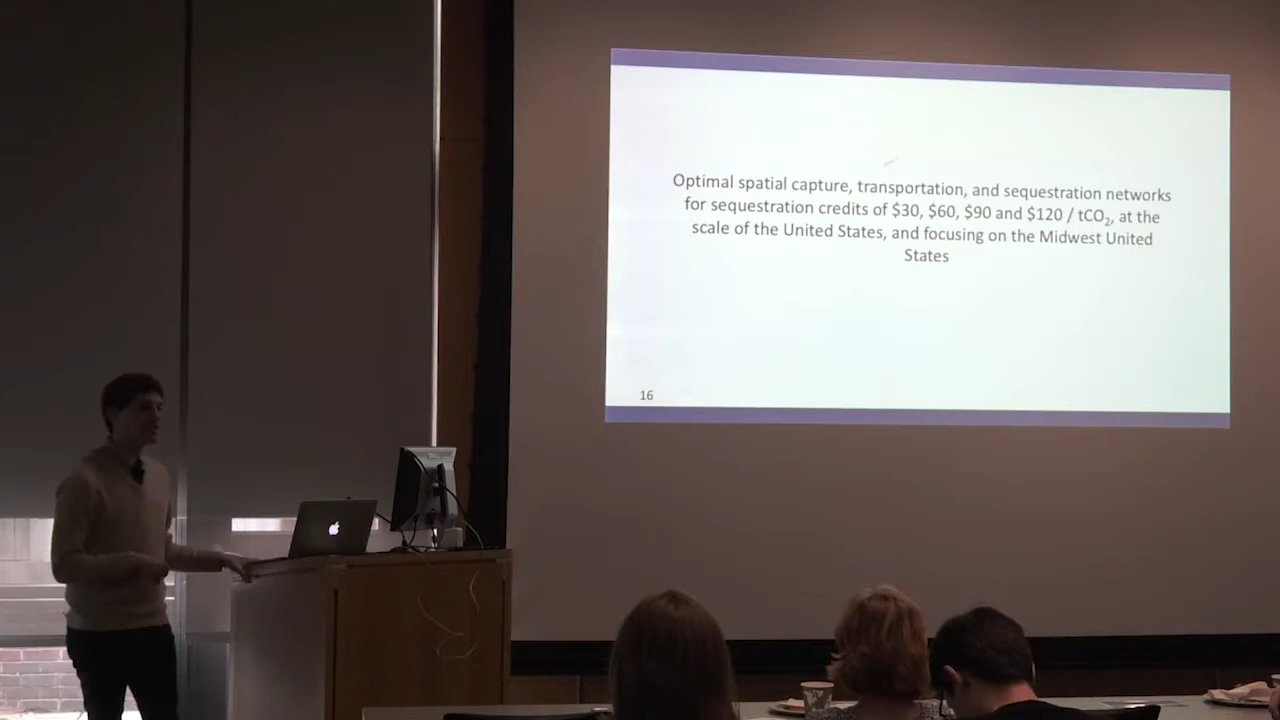 Optimal spatial capture, transportation, and sequestration networks
for sequestration credits of $30, $60, $90 and $120 / tCO₂, at the
scale of the United States, and focusing on the Midwest United
States
16